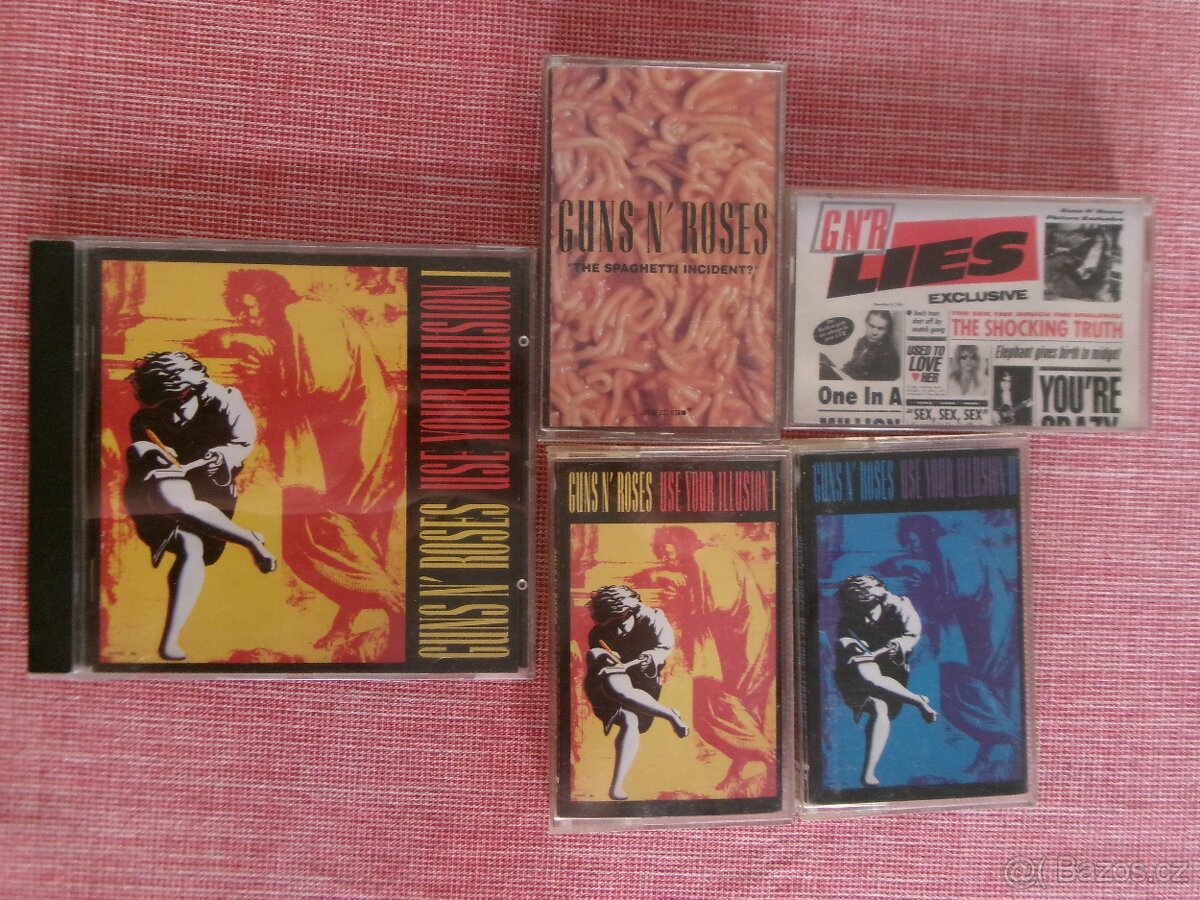 USE YOUR ILLUSION I
GUNS N' ROSES
GUNS N' ROSES
"THE SPAGHETTI INCIDENT?"
GN'R
LIES
EXCLUSIVE
THE SHOCKING TRUTH
Elephant gives birth to midget
USED TO
LOVE
HER
One In A
MILLION
"SEX, SEX, SEX"
YOU'RE
CRAZY
GUNS N' ROSES USE YOUR ILLUSION I
GUNS N' ROSES USE YOUR ILLUSION II
Bazos.cz